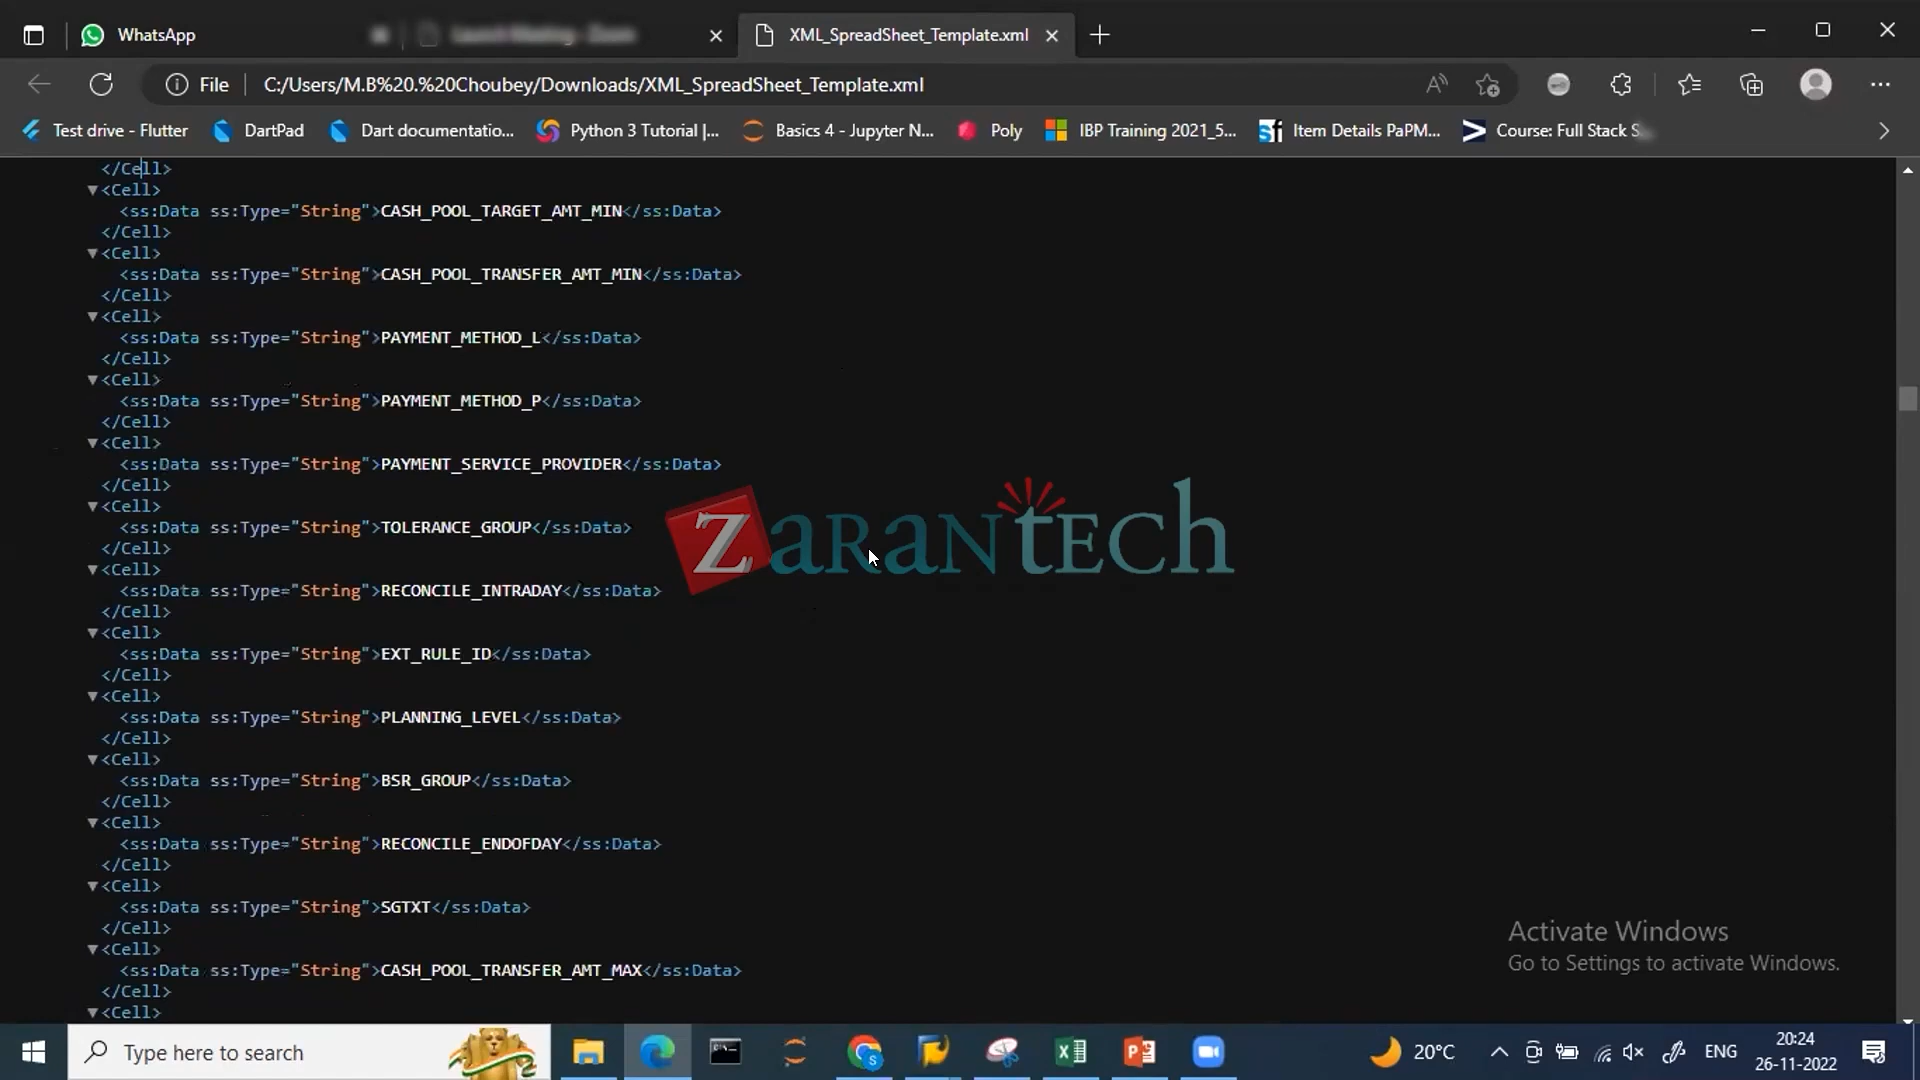 WhatsApp
XML_SpreadSheet_Template.xml
File
C:/Users/M.B%20.%20Choubey/Downloads/XML_SpreadSheet_Template.xml
Test drive - Flutter
DartPad
Dart documentatio...
Python 3 Tutorial |...
Basics 4 - Jupyter N...
Poly
IBP Training 2021_5...
Item Details PaPM...
Course: Full Stack
</Cell>
▼<Cell>
<ss:Data ss:Type="String">CASH_POOL_TARGET_AMT_MIN</ss:Data>
</Cell>
▼<Cell>
<ss:Data ss:Type="String">CASH_POOL_TRANSFER_AMT_MIN</ss:Data>
</Cell>
▼<Cell>
<ss:Data ss:Type="String">PAYMENT_METHOD_L</ss:Data>
</Cell>
▼<Cell>
<ss:Data ss:Type="String">PAYMENT_METHOD_P</ss:Data>
</Cell>
▼<Cell>
<ss:Data ss:Type="String">PAYMENT_SERVICE_PROVIDER</ss:Data>
</Cell>
▼<Cell>
<ss:Data ss:Type="String">TOLERANCE_GROUP</ss:Data>
</Cell>
▼<Cell>
<ss:Data ss:Type="String">RECONCILE_INTRADAY</ss:Data>
</Cell>
▼<Cell>
<ss:Data ss:Type="String">EXT_RULE_ID</ss:Data>
</Cell>
▼<Cell>
<ss:Data ss:Type="String">PLANNING_LEVEL</ss:Data>
</Cell>
▼<Cell>
<ss:Data ss:Type="String">BSR_GROUP</ss:Data>
</Cell>
▼<Cell>
<ss:Data ss:Type="String">RECONCILE_ENDOFDAY</ss:Data>
</Cell>
▼<Cell>
<ss:Data ss:Type="String">SGTXT</ss:Data>
</Cell>
▼<Cell>
<ss:Data ss:Type="String">CASH_POOL_TRANSFER_AMT_MAX</ss:Data>
</Cell>
▼<Cell>
ZaRaNtECh
Activate Windows
Go to Settings to activate Windows.
Type here to search
20°C
ENG
20:24
26-11-2022